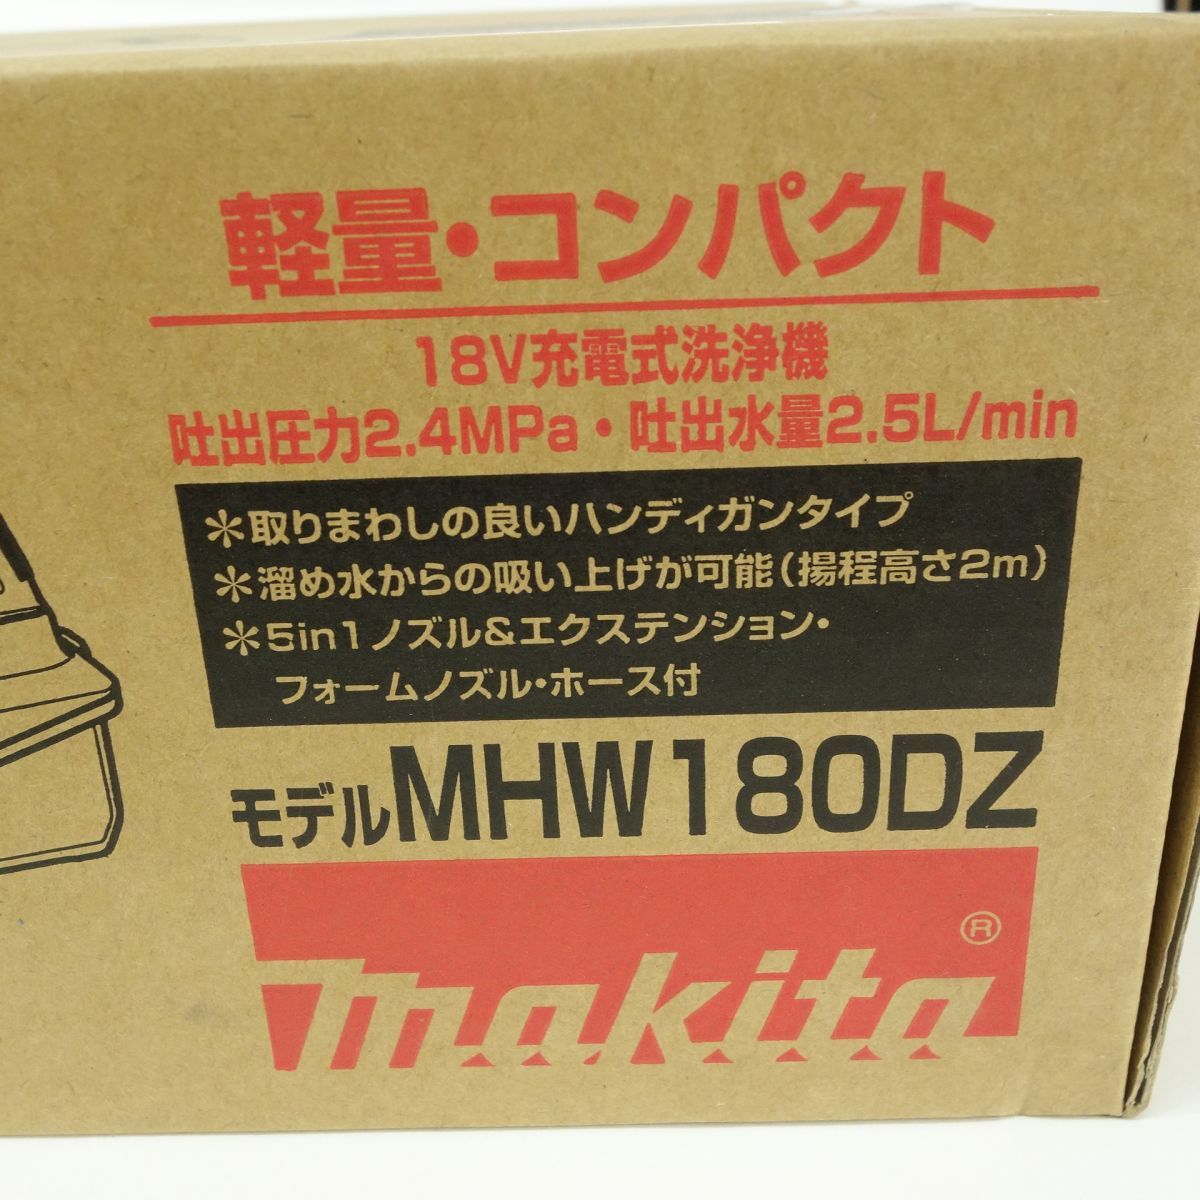 軽量・コンパクト
18V充電式洗浄機
吐出圧力2.4MPa・吐出水量2.5L/min
＊取りまわしの良いハンディガンタイプ
＊溜め水からの吸い上げが可能（揚程高さ2m）
＊5in1ノズル&エクステンション・
フォームノズル・ホース付
モデルMHW180DZ
makita®